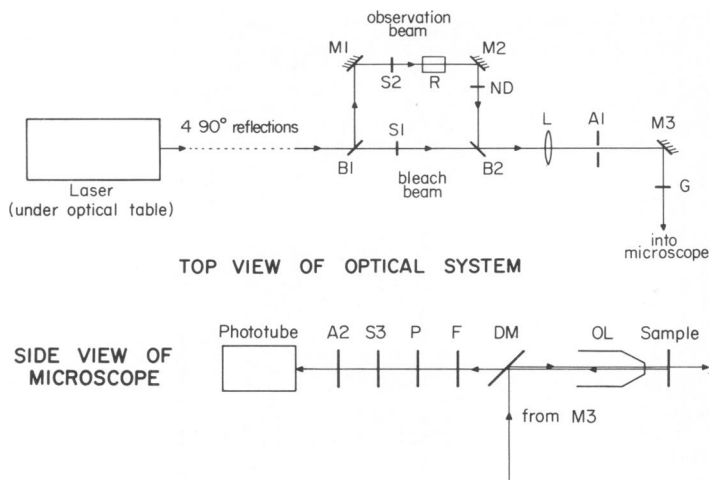 observation
beam
M1
M2
S2
R
ND
4 90° reflections
S1
L
A1
M3
B1
bleach
beam
B2
G
Laser
(under optical table)
into
microscope
TOP VIEW OF OPTICAL SYSTEM
SIDE VIEW OF
MICROSCOPE
Phototube
A2
S3
P
F
DM
OL
Sample
from M3